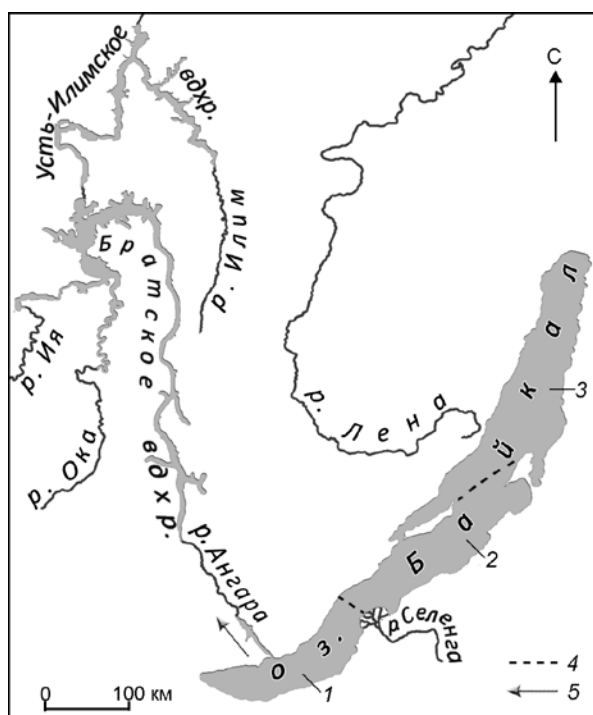 Усть-Илимское
вдхр.
С
р. Илим
Братское
вдхр.
р. Ия
р. Ока
р. Лена
р. Ангара
оз. Байкал
3
2
р. Селенга
1
4
5
0 100 км